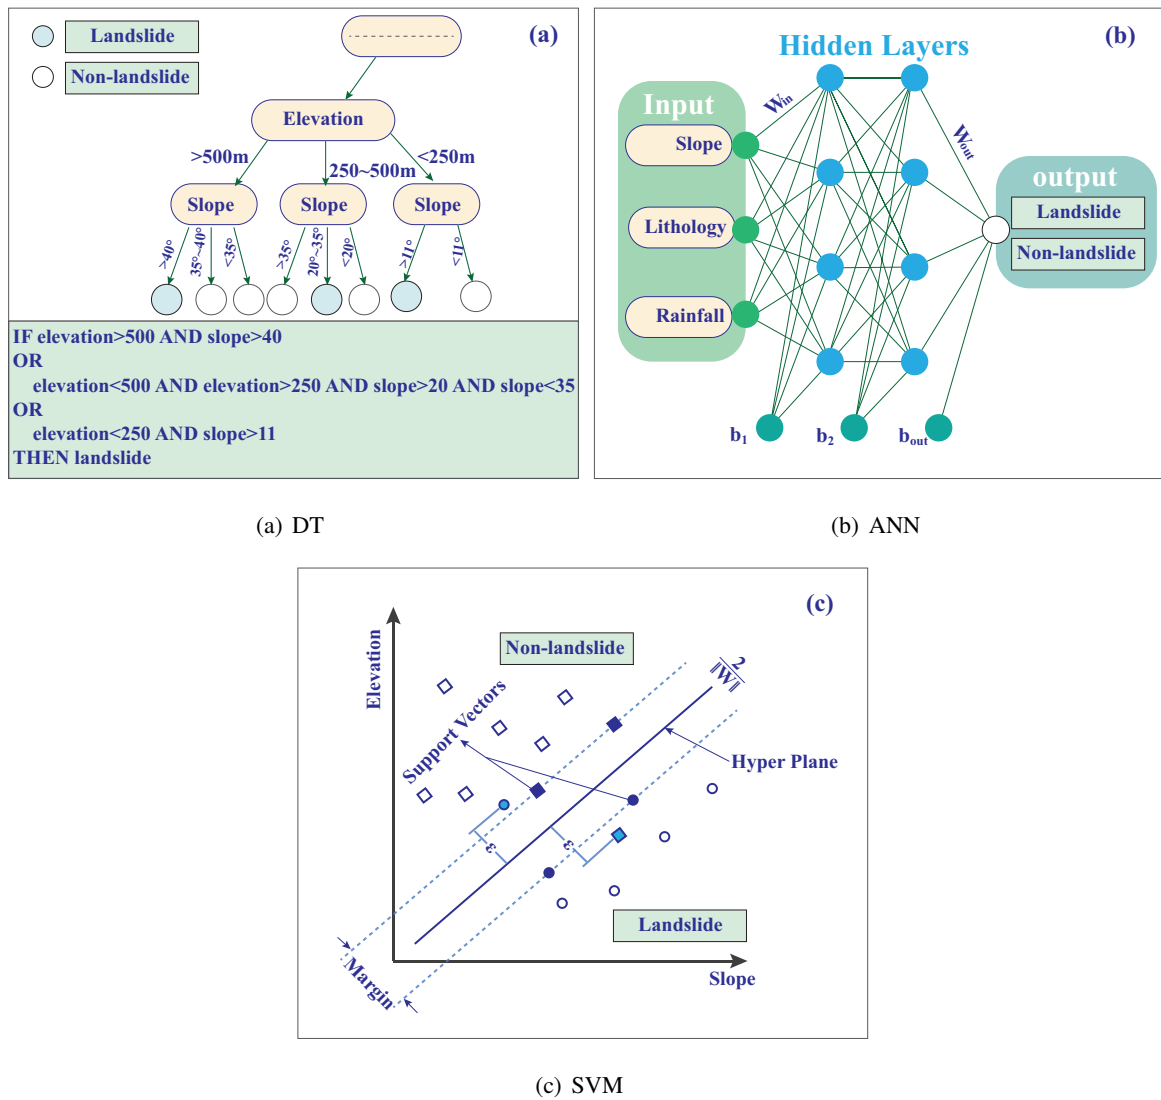 (a)
Landslide
Non-landslide
Elevation
>500m
250~500m
<250m
Slope
Slope
Slope
>40°
35°~40°
<35°
>35°
20°~35°
<20°
>11°
<11°
IF elevation>500 AND slope>40
OR
elevation<500 AND elevation>250 AND slope>20 AND slope<35
OR
elevation<250 AND slope>11
THEN landslide
(b)
Hidden Layers
Input
Win
Wout
Slope
Lithology
Rainfall
output
Landslide
Non-landslide
b1
b2
bout
(a) DT
(b) ANN
(c)
Elevation
Non-landslide
2
||W||
Support Vectors
Hyper Plane
ε
ε
Landslide
Margin
Slope
(c) SVM